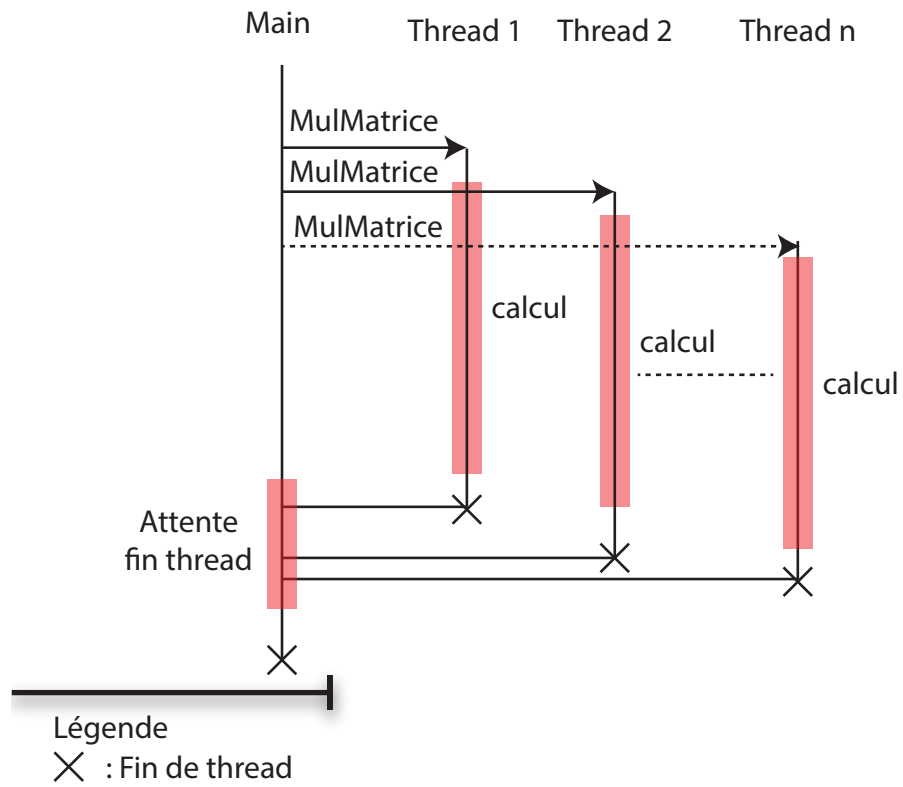 Main
Thread 1
Thread 2
Thread n
MulMatrice
MulMatrice
MulMatrice
calcul
calcul
calcul
Attente
fin thread
Légende
: Fin de thread